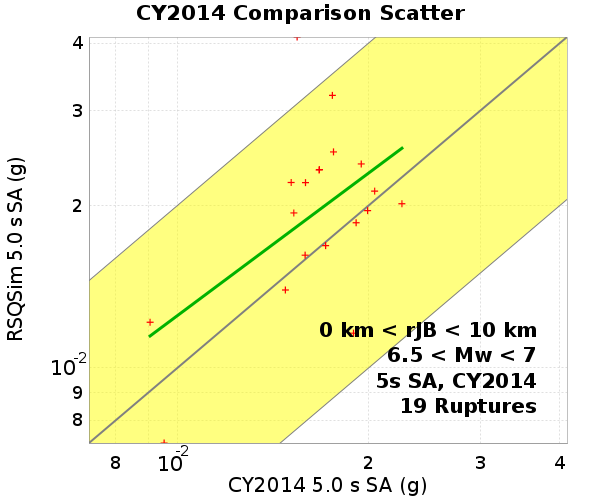 CY2014 Comparison Scatter
RSQSim 5.0 s SA (g)
4
3
2
10-2
9
8
0 km < rJB < 10 km
6.5 < Mw < 7
5s SA, CY2014
19 Ruptures
8 10-2 2 3 4
CY2014 5.0 s SA (g)